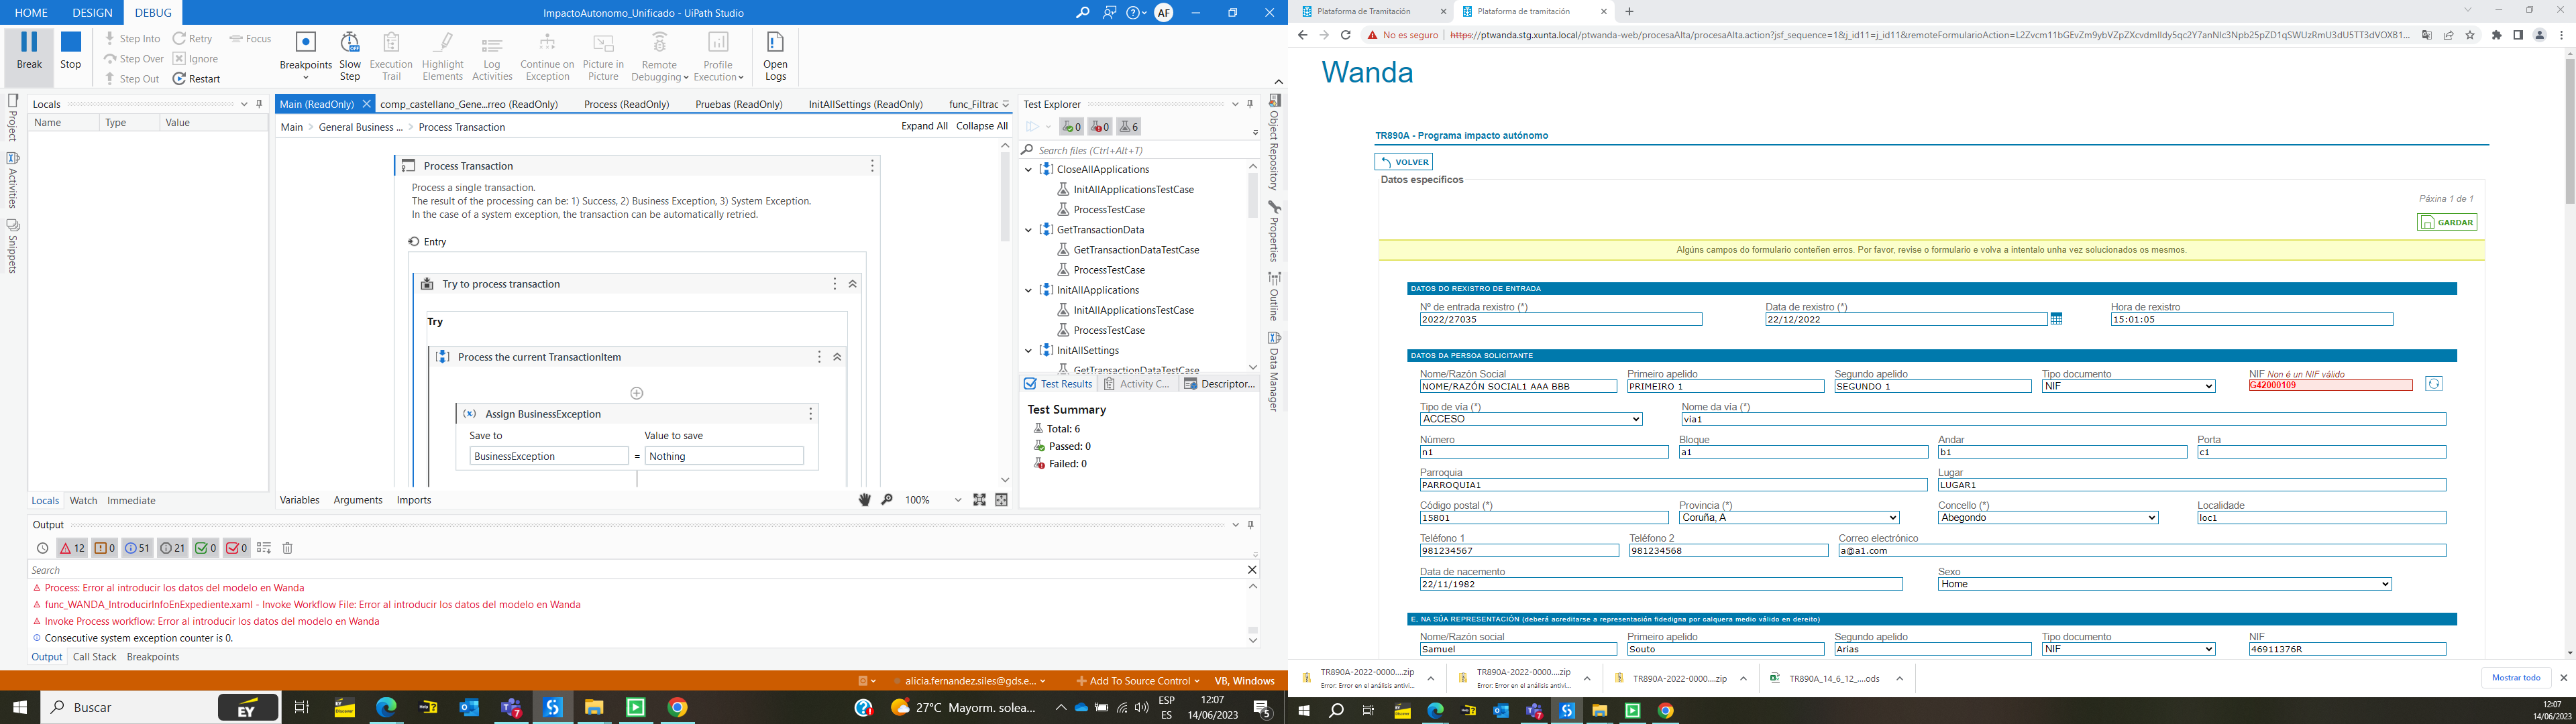 HOME DESIGN DEBUG
ImpactoAutonomo_Unificado - UiPath Studio
AF
Break Stop
Step Into Retry Focus
Step Over Ignore
Step Out Restart
Breakpoints
Slow Step
Execution Trail
Highlight Elements
Log Activities
Continue on Exception
Picture in Picture
Remote Debugging
Profile Execution
Open Logs
Project
Activities
Snippets
Locals
Name Type Value
Locals Watch Immediate
Main (ReadOnly) comp_castellano_Gene...rreo (ReadOnly) Process (ReadOnly) Pruebas (ReadOnly) InitAllSettings (ReadOnly) func_Filtrac
Main > General Business ... > Process Transaction
Expand All Collapse All
Process Transaction
Process a single transaction.
The result of the processing can be: 1) Success, 2) Business Exception, 3) System Exception.
In the case of a system exception, the transaction can be automatically retried.
Entry
Try to process transaction
Try
Process the current TransactionItem
Assign BusinessException
Save to Value to save
BusinessException = Nothing
Variables Arguments Imports
100%
Test Explorer
0 0 6
Search files (Ctrl+Alt+T)
CloseAllApplications
InitAllApplicationsTestCase
ProcessTestCase
GetTransactionData
GetTransactionDataTestCase
ProcessTestCase
InitAllApplications
InitAllApplicationsTestCase
ProcessTestCase
InitAllSettings
GetTransactionDataTestCase
Test Results Activity C... Descriptor...
Test Summary
Total: 6
Passed: 0
Failed: 0
Object Repository
Properties
Outline
Data Manager
Output
12 0 51 21 0 0
Search
Process: Error al introducir los datos del modelo en Wanda
func_WANDA_IntroducirInfoEnExpediente.xaml - Invoke Workflow File: Error al introducir los datos del modelo en Wanda
Invoke Process workflow: Error al introducir los datos del modelo en Wanda
Consecutive system exception counter is 0.
Output Call Stack Breakpoints
alicia.fernandez.siles@gds.e... Add To Source Control VB, Windows
Buscar
EY
27°C Mayorm. solea...
ESP
ES
12:07
14/06/2023
5
Plataforma de Tramitación
Plataforma de tramitación
No es seguro
Wanda
TR890A - Programa impacto autónomo
VOLVER
Datos específicos
Páxina 1 de 1
GARDAR
Algúns campos do formulario conteñen erros. Por favor, revise o formulario e volva a intentalo unha vez solucionados os mesmos.
DATOS DO REXISTRO DE ENTRADA
Nº de entrada rexistro (*) Data de rexistro (*) Hora de rexistro
2022/27035 22/12/2022 15:01:05
DATOS DA PERSOA SOLICITANTE
Nome/Razón Social Primeiro apelido Segundo apelido Tipo documento NIF Non é un NIF válido
NOME/RAZÓN SOCIAL1 AAA BBB PRIMEIRO 1 SEGUNDO 1 NIF G42000109
Tipo de vía (*) Nome da vía (*)
ACCESO vía1
Número Bloque Andar Porta
n1 a1 b1 c1
Parroquia Lugar
PARROQUIA1 LUGAR1
Código postal (*) Provincia (*) Concello (*) Localidade
15801 Coruña, A Abegondo loc1
Teléfono 1 Teléfono 2 Correo electrónico
981234567 981234568 a@a1.com
Data de nacemento Sexo
22/11/1982 Home
E, NA SÚA REPRESENTACIÓN (deberá acreditarse a representación fidedigna por calquera medio válido en dereito)
Nome/Razón social Primeiro apelido Segundo apelido Tipo documento NIF
Samuel Souto Arias NIF 46911376R
TR890A-2022-0000....zip
Error: Error en el análisis antivi...
TR890A-2022-0000....zip
Error: Error en el análisis antivi...
TR890A-2022-0000....zip
TR890A_14_6_12_....ods
Mostrar todo
12:07
14/06/2023